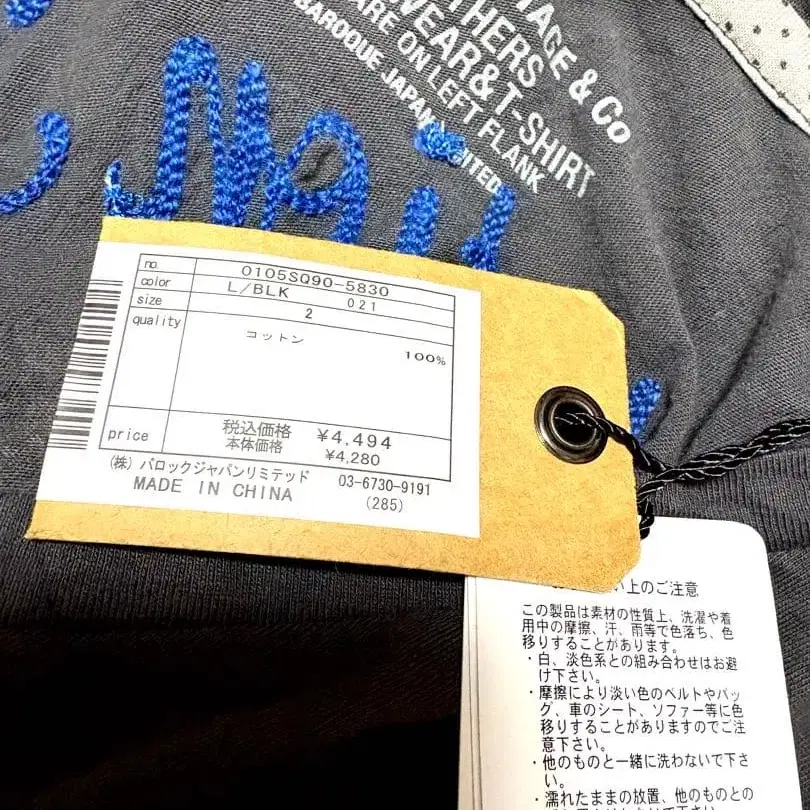 TAGE & Co
THERS
WEAR&T-SHIRT
ARE ON LEFT FLANK
BAROQUE JAPAN LIMITED
no. 0105SQ90-5830
color L/BLK 021
size 2
quality コットン
100%
price 税込価格 ¥4,494
本体価格 ¥4,280
(株) バロックジャパンリミテッド 03-6730-9191
MADE IN CHINA (285)
い上のご注意
この製品は素材の性質上、洗濯や着
用中の摩擦、汗、雨等で色落ち、色
移りすることがあります。
・白、淡色系との組み合わせはお避
け下さい。
・摩擦により淡い色のベルトやバッ
グ、車のシート、ソファー等に色
移りすることがありますのでご注
意下さい。
・他のものと一緒に洗わないで下さ
い。
・濡れたままの放置、他のものとの